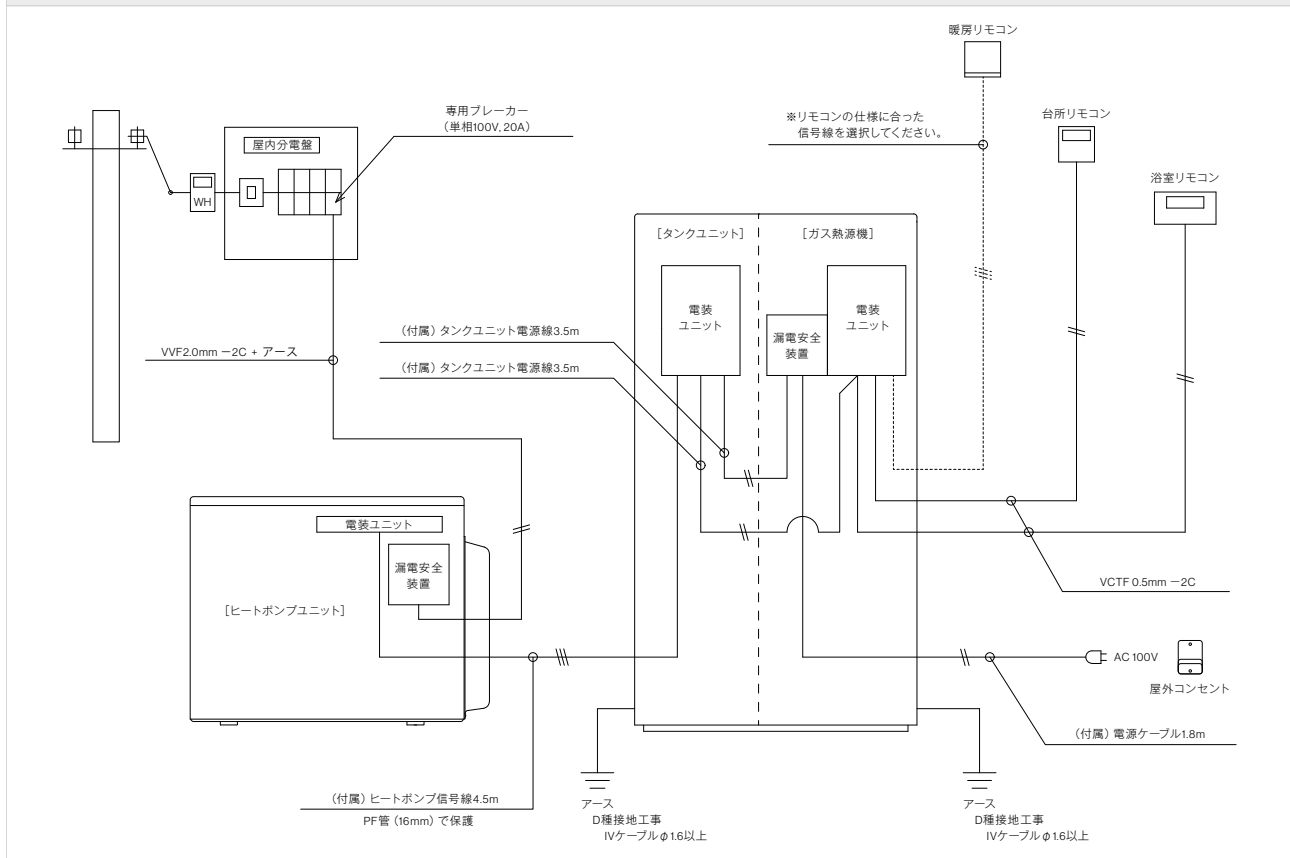 暖房リモコン
専用ブレーカー
(単相100V, 20A)
※リモコンの仕様に合った
信号線を選択してください。
台所リモコン
屋内分電盤
浴室リモコン
WH
[タンクユニット]
[ガス熱源機]
電装
ユニット
電装
ユニット
漏電安全
装置
(付属) タンクユニット電源線3.5m
VVF2.0mm −2C + アース
(付属) タンクユニット電源線3.5m
電装ユニット
漏電安全
装置
[ヒートポンプユニット]
VCTF 0.5mm −2C
AC 100V
屋外コンセント
(付属) 電源ケーブル1.8m
(付属) ヒートポンプ信号線4.5m
PF管 (16mm) で保護
アース
D種接地工事
IVケーブルφ1.6以上
アース
D種接地工事
IVケーブルφ1.6以上